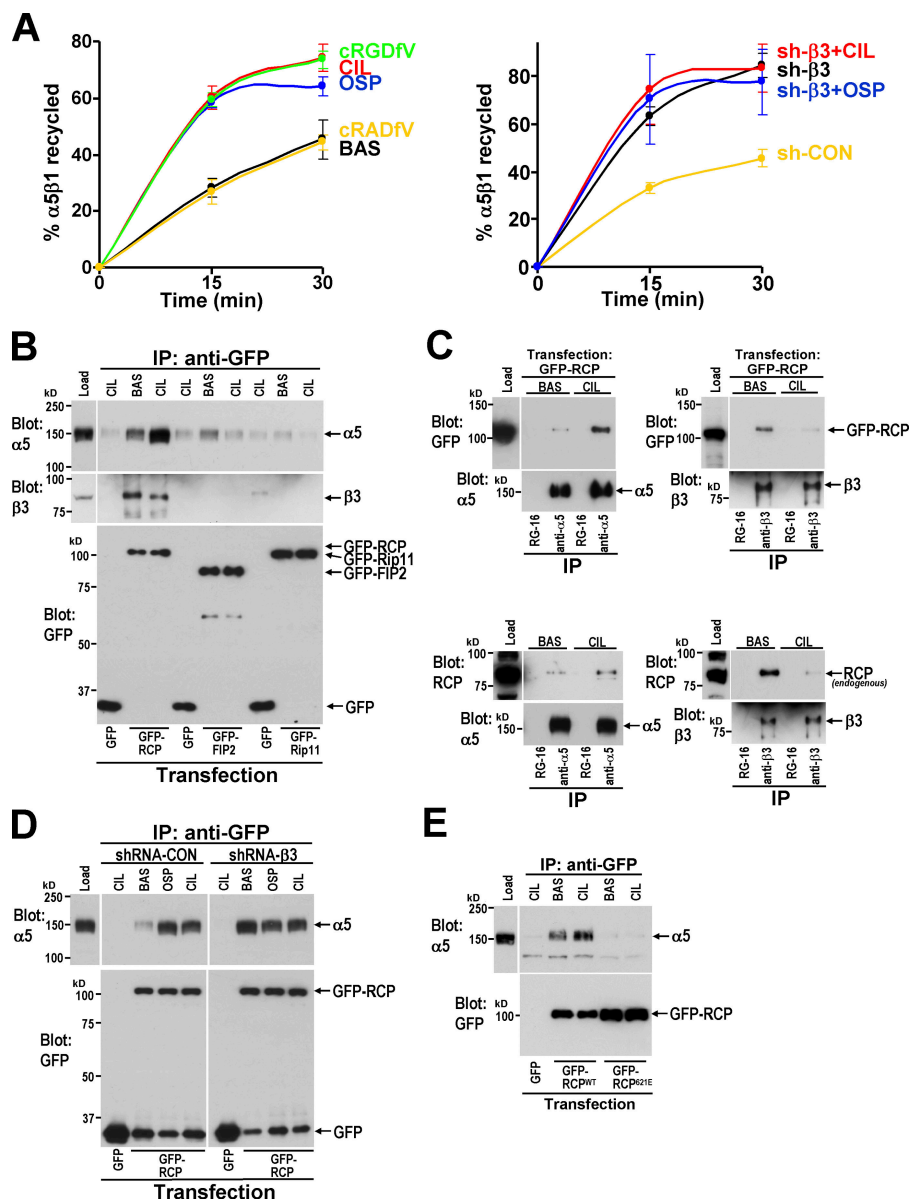 A
% α5β1 recycled
80
60
40
20
0
0
15
30
Time (min)
cRGDfV
CIL
OSP
cRADfV
BAS
% α5β1 recycled
80
60
40
20
0
0
15
30
Time (min)
sh-β3+CIL
sh-β3
sh-β3+OSP
sh-CON
B
IP: anti-GFP
kD
Load
CIL
BAS
CIL
CIL
BAS
CIL
CIL
BAS
CIL
250
150
100
Blot:
α5
α5
100
75
Blot:
β3
β3
kD
100
75
50
37
Blot:
GFP
GFP-RCP
GFP-Rip11
GFP-FIP2
GFP
GFP
GFP-
RCP
GFP
GFP-
FIP2
GFP
GFP-
Rip11
Transfection
C
Transfection:
GFP-RCP
kD
Load
BAS
CIL
150
100
Blot:
GFP
Blot:
α5
150
α5
RG-16
anti-α5
RG-16
anti-α5
IP
Transfection:
GFP-RCP
kD
Load
BAS
CIL
150
100
Blot:
GFP
GFP-RCP
Blot:
β3
kD
75
β3
RG-16
anti-β3
RG-16
anti-β3
IP
kD
Load
BAS
CIL
100
75
Blot:
RCP
Blot:
α5
kD
150
α5
RG-16
anti-α5
RG-16
anti-α5
IP
kD
Load
BAS
CIL
100
75
Blot:
RCP
RCP
(endogenous)
Blot:
β3
kD
75
β3
RG-16
anti-β3
RG-16
anti-β3
IP
D
IP: anti-GFP
shRNA-CON
shRNA-β3
kD
Load
CIL
BAS
OSP
CIL
CIL
BAS
OSP
CIL
250
150
100
Blot:
α5
α5
kD
100
75
50
37
Blot:
GFP
GFP-RCP
GFP
GFP
GFP-
RCP
GFP
GFP-
RCP
Transfection
E
IP: anti-GFP
kD
Load
CIL
BAS
CIL
BAS
CIL
250
150
100
Blot:
α5
α5
Blot:
GFP
kD
100
GFP-RCP
GFP
GFP-
RCPWT
GFP-
RCP621E
Transfection